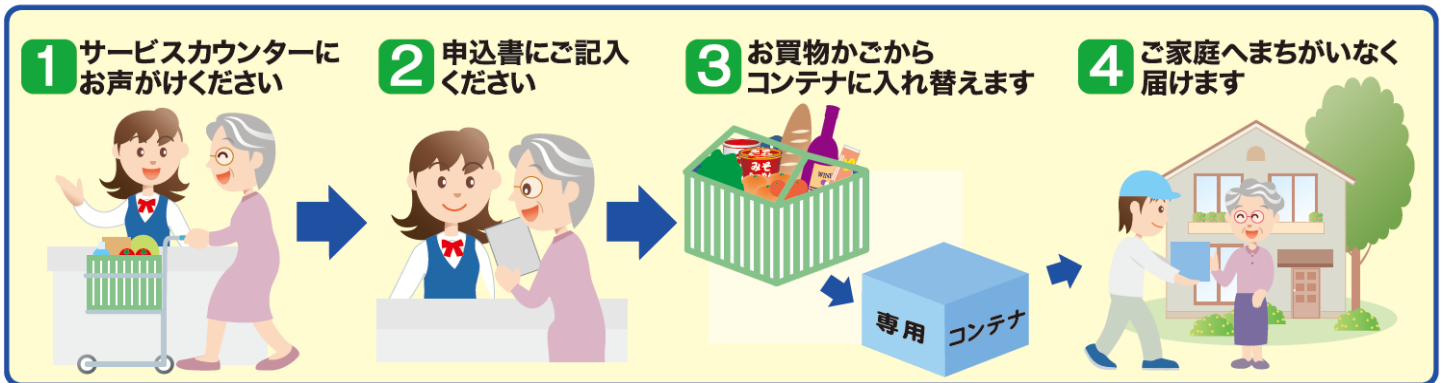 1 サービスカウンターに
お声がけください
2 申込書にご記入
ください
3 お買物かごから
コンテナに入れ替えます
4 ご家庭へまちがいなく
届けます
みそ
WINE
専用 コンテナ